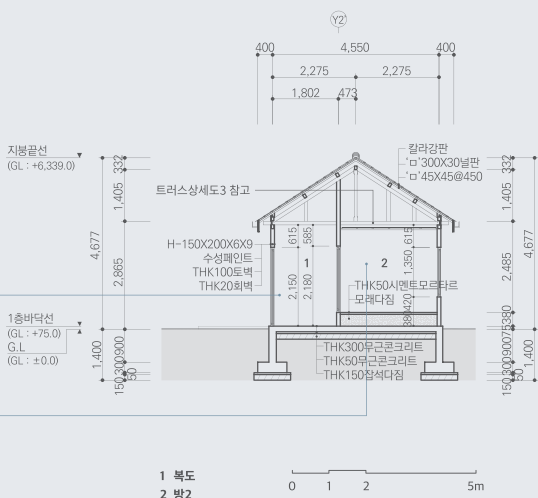 Y2'
400 4,550 400
2,275 2,275
1,802 473
지붕끝선
(GL : +6,339.0)
332
1,405
4,677
2,865
칼라강판
'ㅁ'300X30널판
'ㅁ'45X45@450
332
1,405
4,677
2,485
트러스상세도3 참고
615
585
615
H-150X200X6X9
수성페인트
THK100토벽
THK20회벽
1
2
2,150
2,180
1,350
420
380
THK50시멘트모르타르
모래다짐
380
75
1층바닥선
(GL : +75.0)
G.L
(GL : ±0.0)
1,400
900
300
150
50
900
300
150
50
1,400
THK300무근콘크리트
THK50무근콘크리트
THK150잡석다짐
1 복도
2 방2
0 1 2 5m